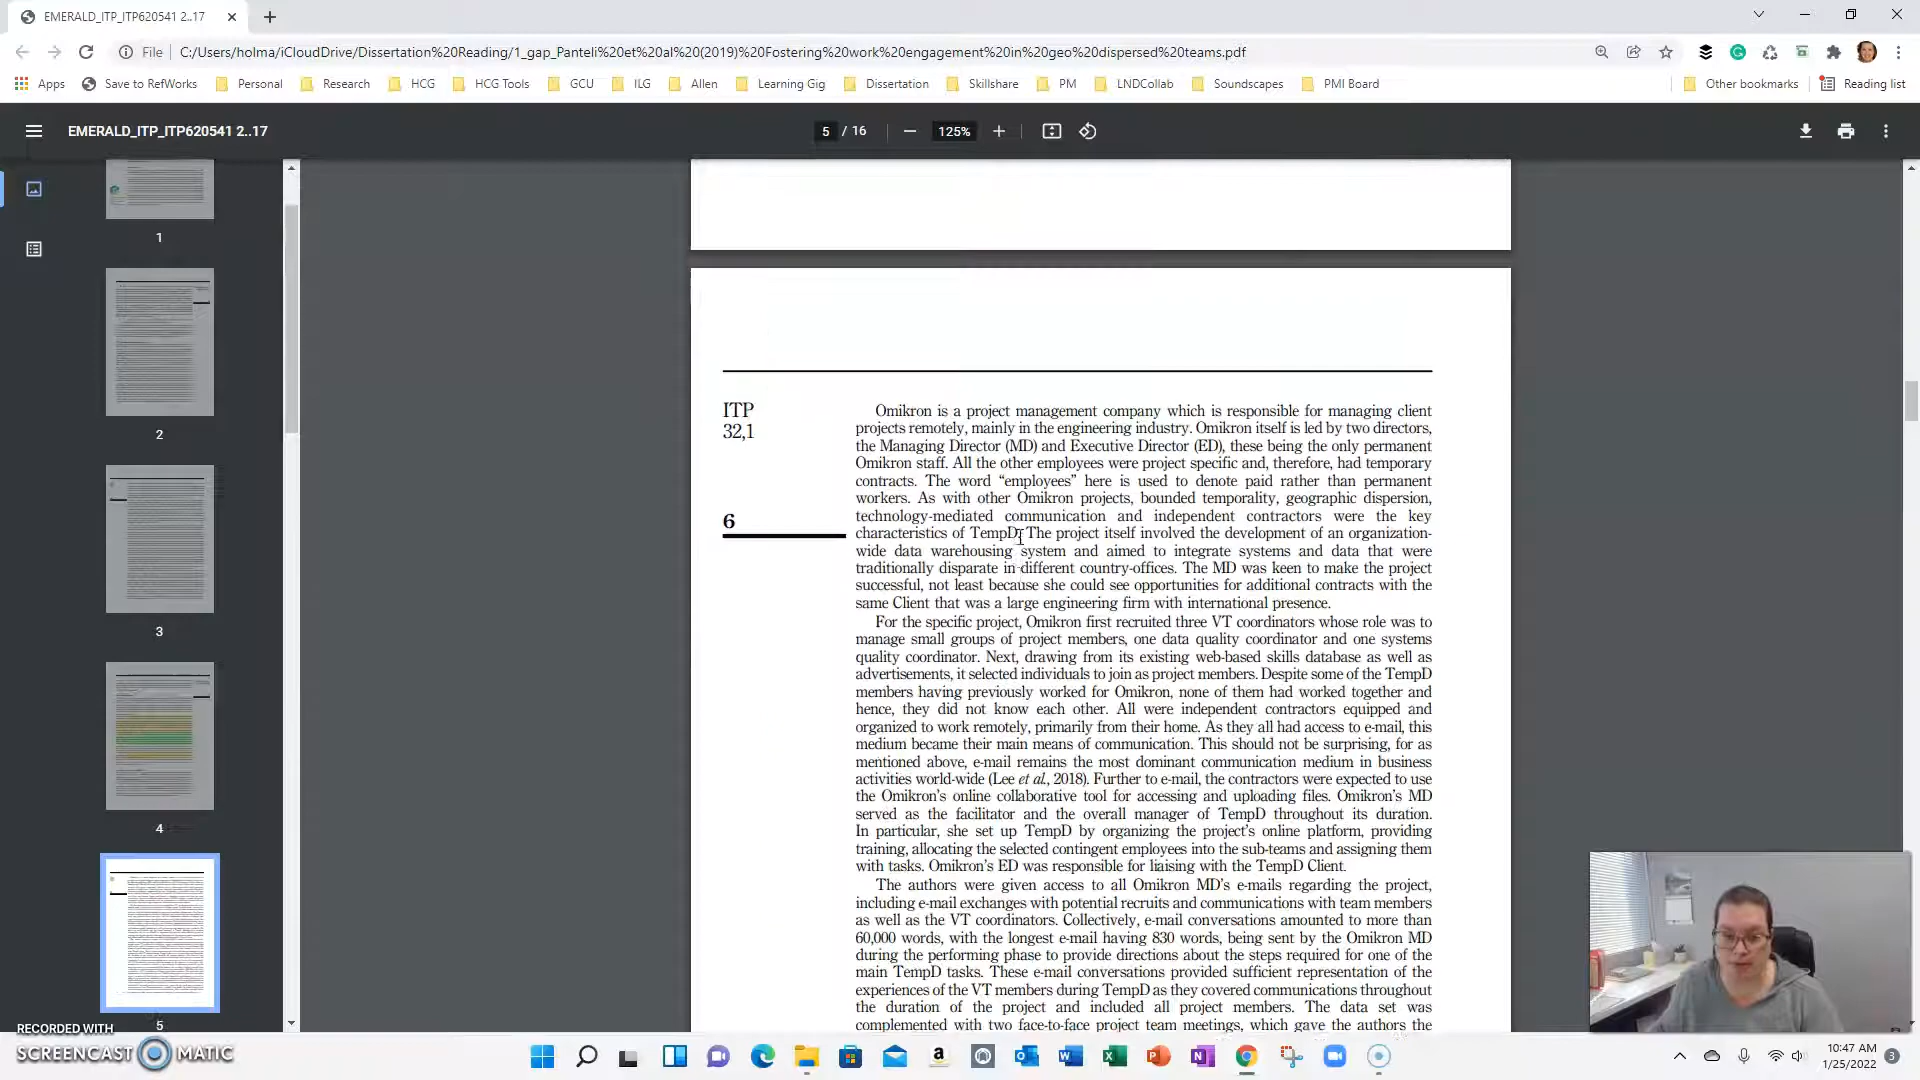 EMERALD_ITP_ITP620541 2..17
File C:/Users/holma/iCloudDrive/Dissertation%20Reading/1_gap_Panteli%20et%20al%20(2019)%20Fostering%20work%20engagement%20in%20geo%20dispersed%20teams.pdf
Apps Save to RefWorks Personal Research HCG HCG Tools GCU ILG Allen Learning Gig Dissertation Skillshare PM LNDCollab Soundscapes PMI Board Other bookmarks Reading list
EMERALD_ITP_ITP620541 2..17 5 / 16 125%
1
2
3
4
5
ITP
32,1
6
Omikron is a project management company which is responsible for managing client
projects remotely, mainly in the engineering industry. Omikron itself is led by two directors,
the Managing Director (MD) and Executive Director (ED), these being the only permanent
Omikron staff. All the other employees were project specific and, therefore, had temporary
contracts. The word “employees” here is used to denote paid rather than permanent
workers. As with other Omikron projects, bounded temporality, geographic dispersion,
technology-mediated communication and independent contractors were the key
characteristics of TempD. The project itself involved the development of an organization-
wide data warehousing system and aimed to integrate systems and data that were
traditionally disparate in different country-offices. The MD was keen to make the project
successful, not least because she could see opportunities for additional contracts with the
same Client that was a large engineering firm with international presence.
For the specific project, Omikron first recruited three VT coordinators whose role was to
manage small groups of project members, one data quality coordinator and one systems
quality coordinator. Next, drawing from its existing web-based skills database as well as
advertisements, it selected individuals to join as project members. Despite some of the TempD
members having previously worked for Omikron, none of them had worked together and
hence, they did not know each other. All were independent contractors equipped and
organized to work remotely, primarily from their home. As they all had access to e-mail, this
medium became their main means of communication. This should not be surprising, for as
mentioned above, e-mail remains the most dominant communication medium in business
activities world-wide (Lee et al., 2018). Further to e-mail, the contractors were expected to use
the Omikron's online collaborative tool for accessing and uploading files. Omikron's MD
served as the facilitator and the overall manager of TempD throughout its duration.
In particular, she set up TempD by organizing the project's online platform, providing
training, allocating the selected contingent employees into the sub-teams and assigning them
with tasks. Omikron's ED was responsible for liaising with the TempD Client.
The authors were given access to all Omikron MD's e-mails regarding the project,
including e-mail exchanges with potential recruits and communications with team members
as well as the VT coordinators. Collectively, e-mail conversations amounted to more than
60,000 words, with the longest e-mail having 830 words, being sent by the Omikron MD
during the performing phase to provide directions about the steps required for one of the
main TempD tasks. These e-mail conversations provided sufficient representation of the
experiences of the VT members during TempD as they covered communications throughout
the duration of the project and included all project members. The data set was
complemented with two face-to-face project team meetings, which gave the authors the
RECORDED WITH
SCREENCAST MATIC
10:47 AM
1/25/2022
3